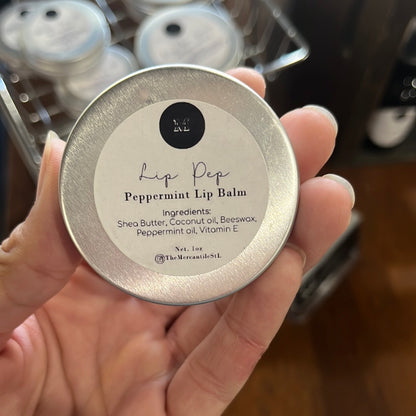 Lip Pep
Peppermint Lip Balm
Ingredients:
Shea Butter, Coconut oil, Beeswax,
Peppermint oil, Vitamin E
Net. 1oz
@TheMercantileStL